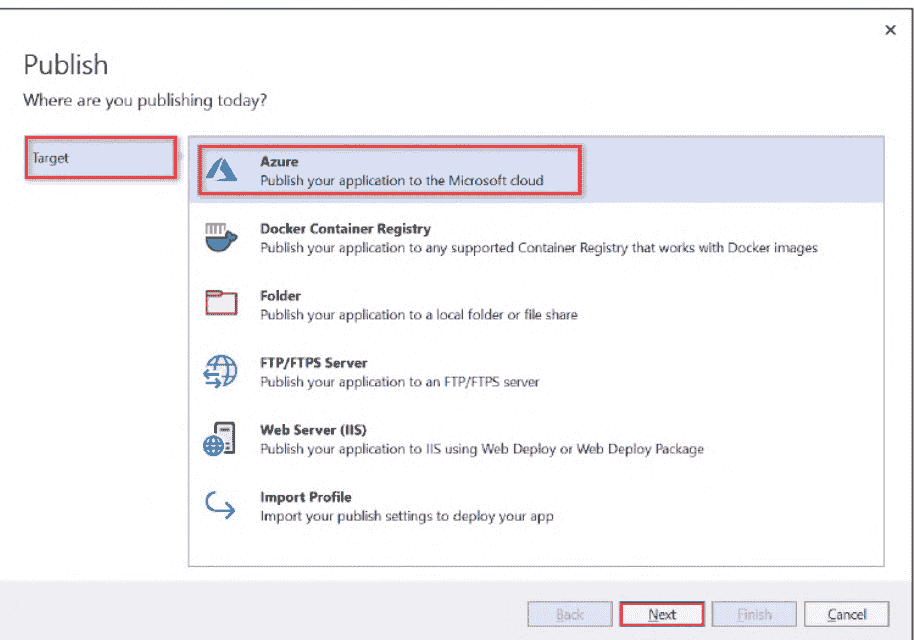 Publish
Where are you publishing today?
Target
Azure
Publish your application to the Microsoft cloud
Docker Container Registry
Publish your application to any supported Container Registry that works with Docker images
Folder
Publish your application to a local folder or file share
FTP/FTPS Server
Publish your application to an FTP/FTPS server
Web Server (IIS)
Publish your application to IIS using Web Deploy or Web Deploy Package
Import Profile
Import your publish settings to deploy your app
Back Next Finish Cancel